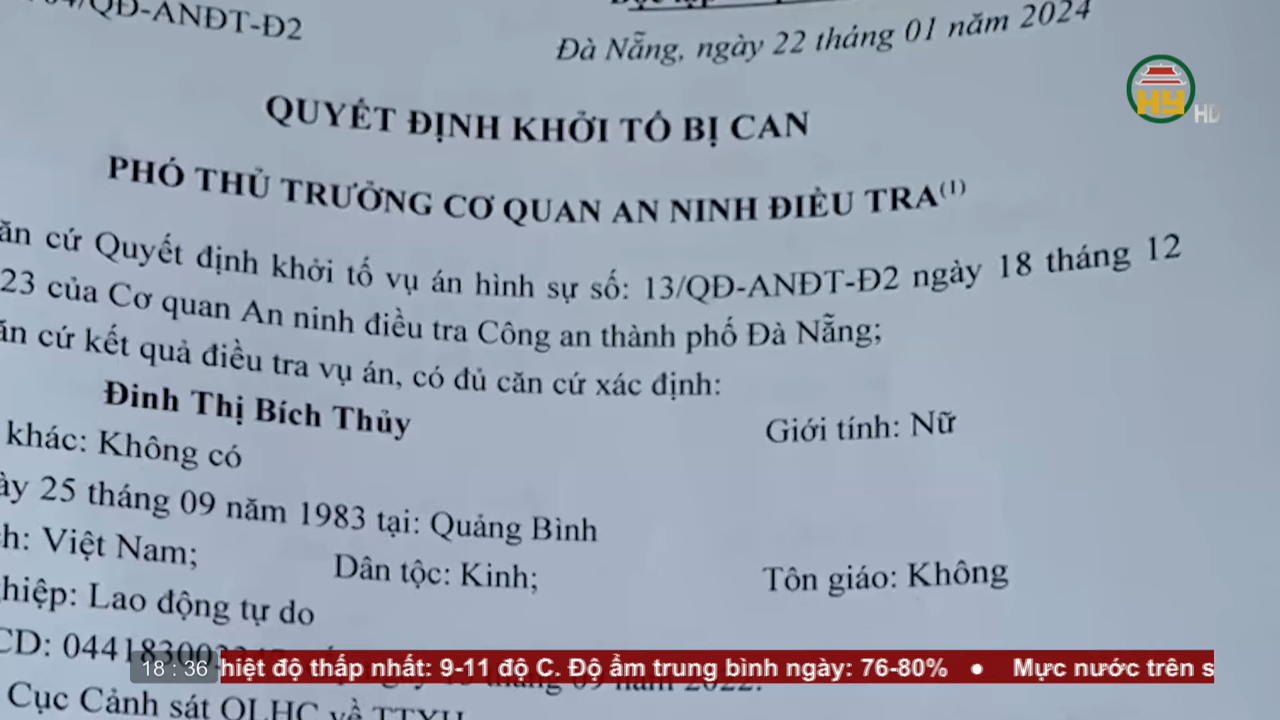 /QĐ-ANĐT-Đ2
Đà Nẵng, ngày 22 tháng 01 năm 2024
HY HD
QUYẾT ĐỊNH KHỞI TỐ BỊ CAN
PHÓ THỦ TRƯỞNG CƠ QUAN AN NINH ĐIỀU TRA(1)
ăn cứ Quyết định khởi tố vụ án hình sự số: 13/QĐ-ANĐT-Đ2 ngày 18 tháng 12
23 của Cơ quan An ninh điều tra Công an thành phố Đà Nẵng;
ăn cứ kết quả điều tra vụ án, có đủ căn cứ xác định:
Đinh Thị Bích Thủy Giới tính: Nữ
khác: Không có
ày 25 tháng 09 năm 1983 tại: Quảng Bình
ch: Việt Nam; Dân tộc: Kinh; Tôn giáo: Không
ghiệp: Lao động tự do
CD:
18 : 36 hiệt độ thấp nhất: 9-11 độ C. Độ ẩm trung bình ngày: 76-80% ● Mực nước trên s
Cục Cảnh sát QLHC về TTXH